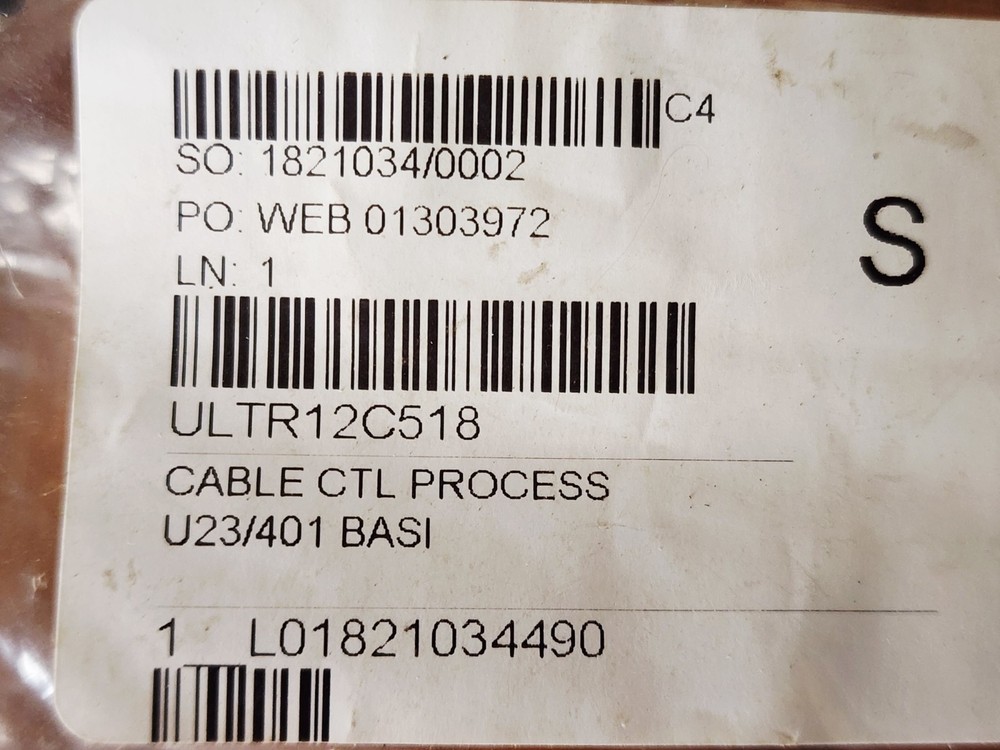 C4
SO: 1821034/0002
PO: WEB 01303972
S
LN: 1
ULTR12C518
CABLE CTL PROCESS
U23/401 BASI
1 L01821034490